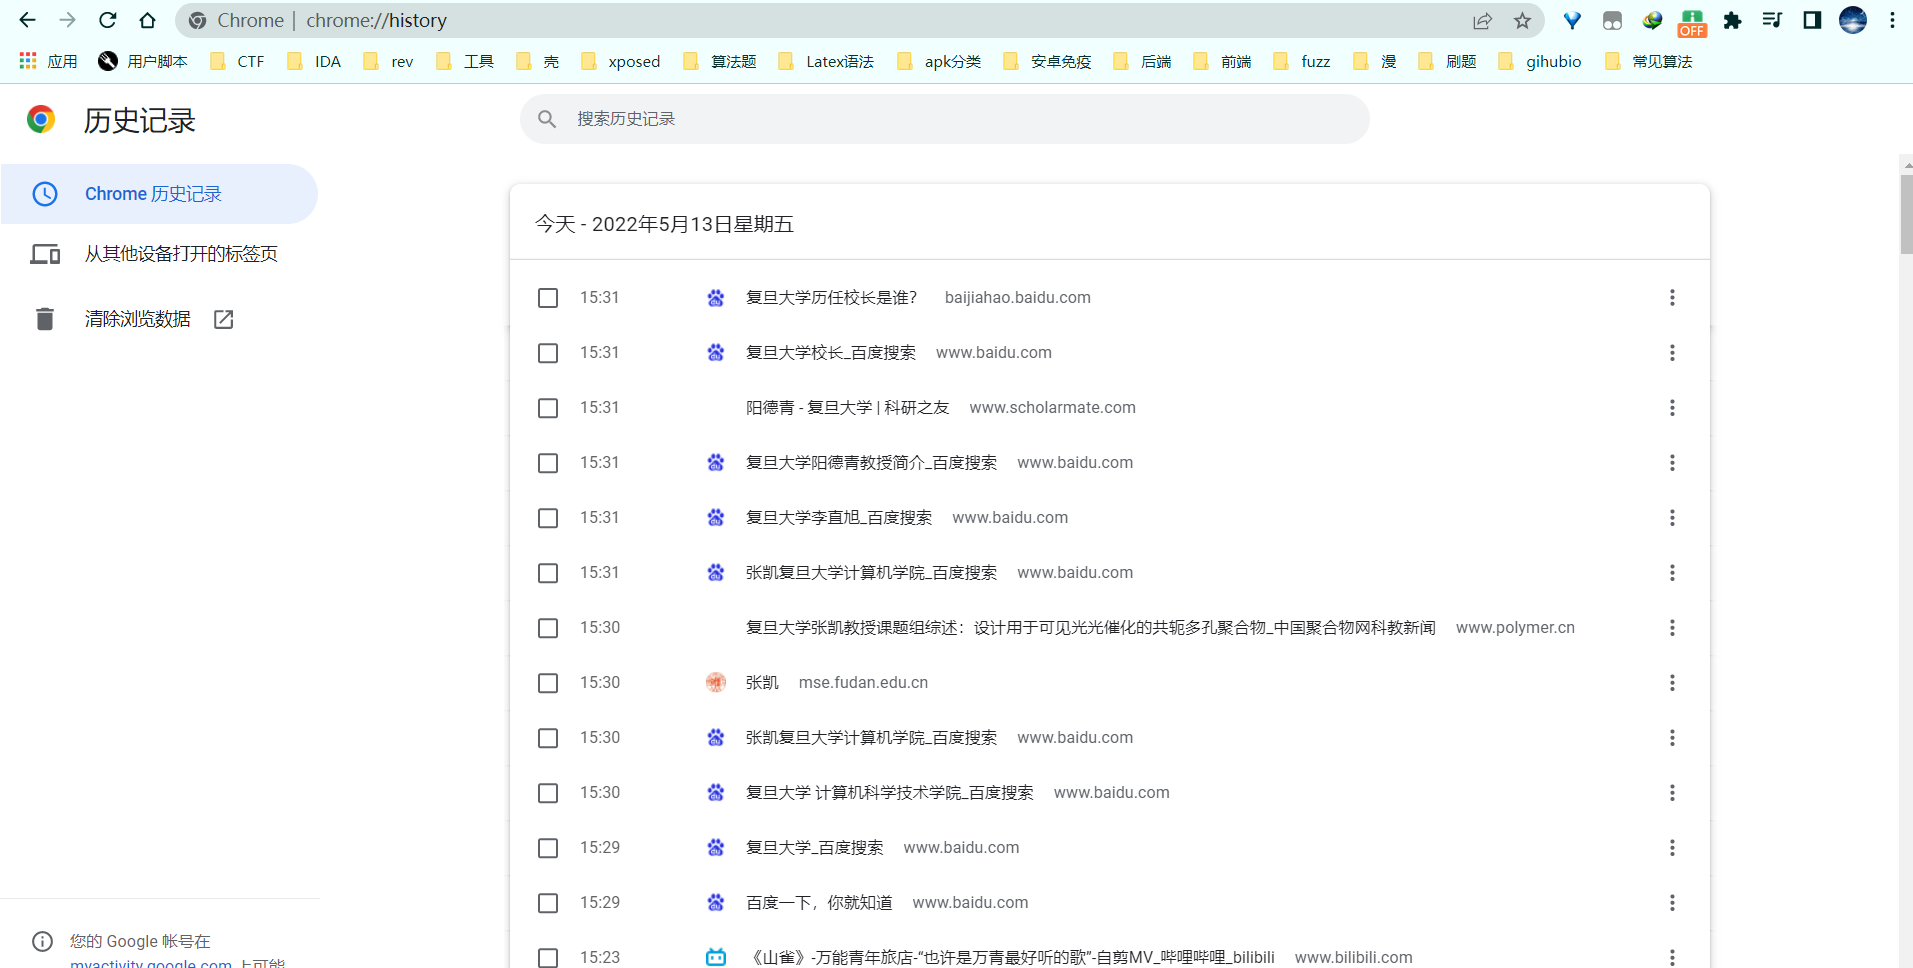 Chrome | chrome://history
OFF
应用 用户脚本 CTF IDA rev 工具 壳 xposed 算法题 Latex语法 apk分类 安卓免疫 后端 前端 fuzz 漫 刷题 gihubio 常见算法
历史记录
搜索历史记录
Chrome 历史记录
从其他设备打开的标签页
清除浏览数据
今天 - 2022年5月13日星期五
15:31 复旦大学历任校长是谁? baijiahao.baidu.com
15:31 复旦大学校长_百度搜索 www.baidu.com
15:31 阳德青 - 复旦大学 | 科研之友 www.scholarmate.com
15:31 复旦大学阳德青教授简介_百度搜索 www.baidu.com
15:31 复旦大学李直旭_百度搜索 www.baidu.com
15:31 张凯复旦大学计算机学院_百度搜索 www.baidu.com
15:30 复旦大学张凯教授课题组综述：设计用于可见光光催化的共轭多孔聚合物_中国聚合物网科教新闻 www.polymer.cn
15:30 张凯 mse.fudan.edu.cn
15:30 张凯复旦大学计算机学院_百度搜索 www.baidu.com
15:30 复旦大学 计算机科学技术学院_百度搜索 www.baidu.com
15:29 复旦大学_百度搜索 www.baidu.com
15:29 百度一下，你就知道 www.baidu.com
15:23 《山雀》-万能青年旅店-“也许是万青最好听的歌”-自剪MV_哔哩哔哩_bilibili www.bilibili.com
您的 Google 帐号在
myactivity.google.com 上可能